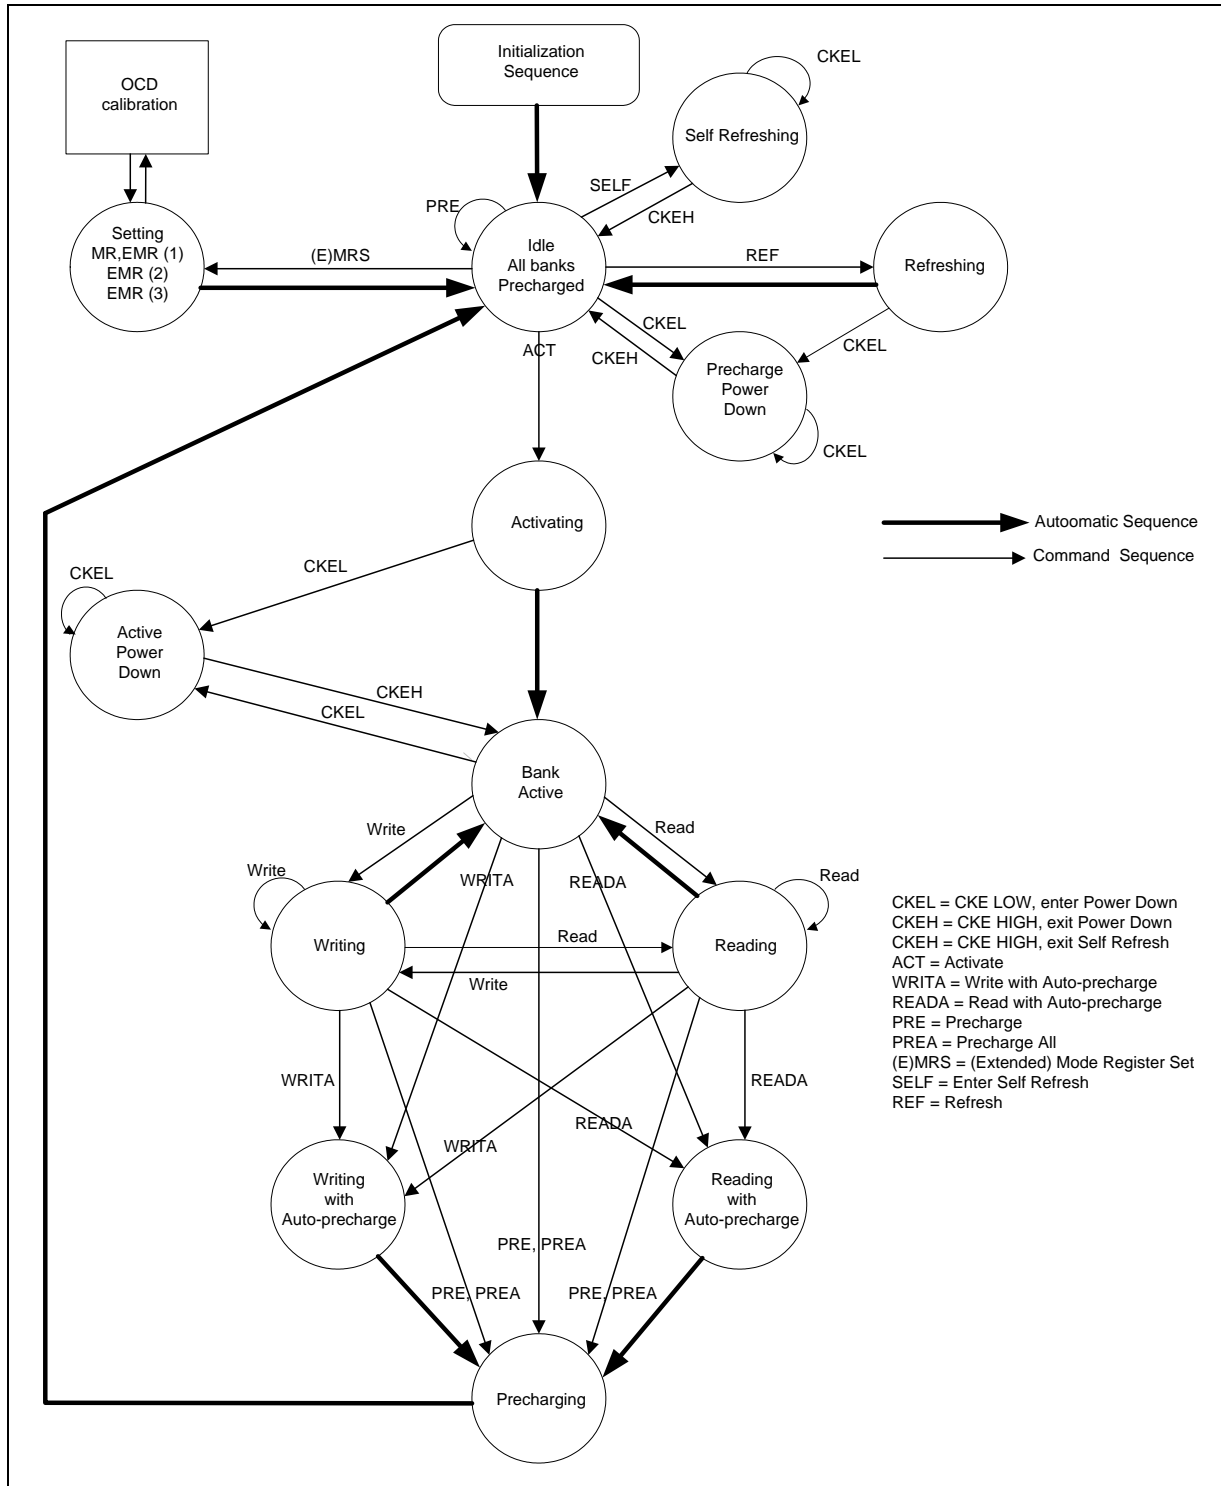 Initialization
Sequence
OCD
calibration
CKEL
Self Refreshing
SELF
CKEH
PRE
Setting
MR,EMR (1)
EMR (2)
EMR (3)
(E)MRS
Idle
All banks
Precharged
REF
Refreshing
CKEL
CKEH
CKEL
ACT
Precharge
Power
Down
CKEL
Activating
Autoomatic Sequence
Command Sequence
CKEL
CKEL
Active
Power
Down
CKEH
CKEL
Bank
Active
Write
Read
Write
WRITA
READA
Read
Writing
Read
Reading
Write
CKEL = CKE LOW, enter Power Down
CKEH = CKE HIGH, exit Power Down
CKEH = CKE HIGH, exit Self Refresh
ACT = Activate
WRITA = Write with Auto-precharge
READA = Read with Auto-precharge
PRE = Precharge
PREA = Precharge All
(E)MRS = (Extended) Mode Register Set
SELF = Enter Self Refresh
REF = Refresh
WRITA
READA
READA
WRITA
Writing
with
Auto-precharge
Reading
with
Auto-precharge
PRE, PREA
PRE, PREA
PRE, PREA
Precharging